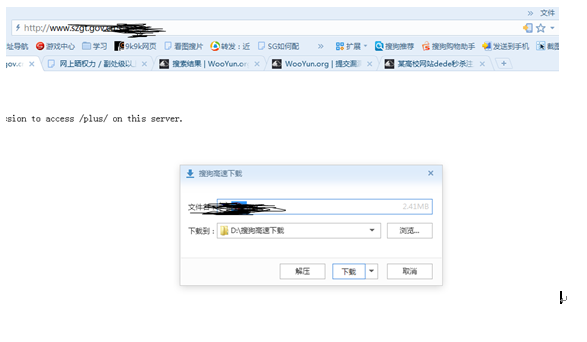 » 文件
http://www.szgt.gov.
址导航 游戏中心 学习 9k9k网页 看图搜片 转发：近 SG如何配 » 扩展 搜狗推荐 搜狗购物助手 发送到手机 截图
gov.c 网上晒权力 / 副处级以 搜索结果 | WooYun.org WooYun.org | 提交漏 某高校网站dede秒杀
ssion to access /plus/ on this server.
搜狗高速下载
文件名 2.41MB
下载到： D:\搜狗高速下载 浏览...
解压 下载 取消